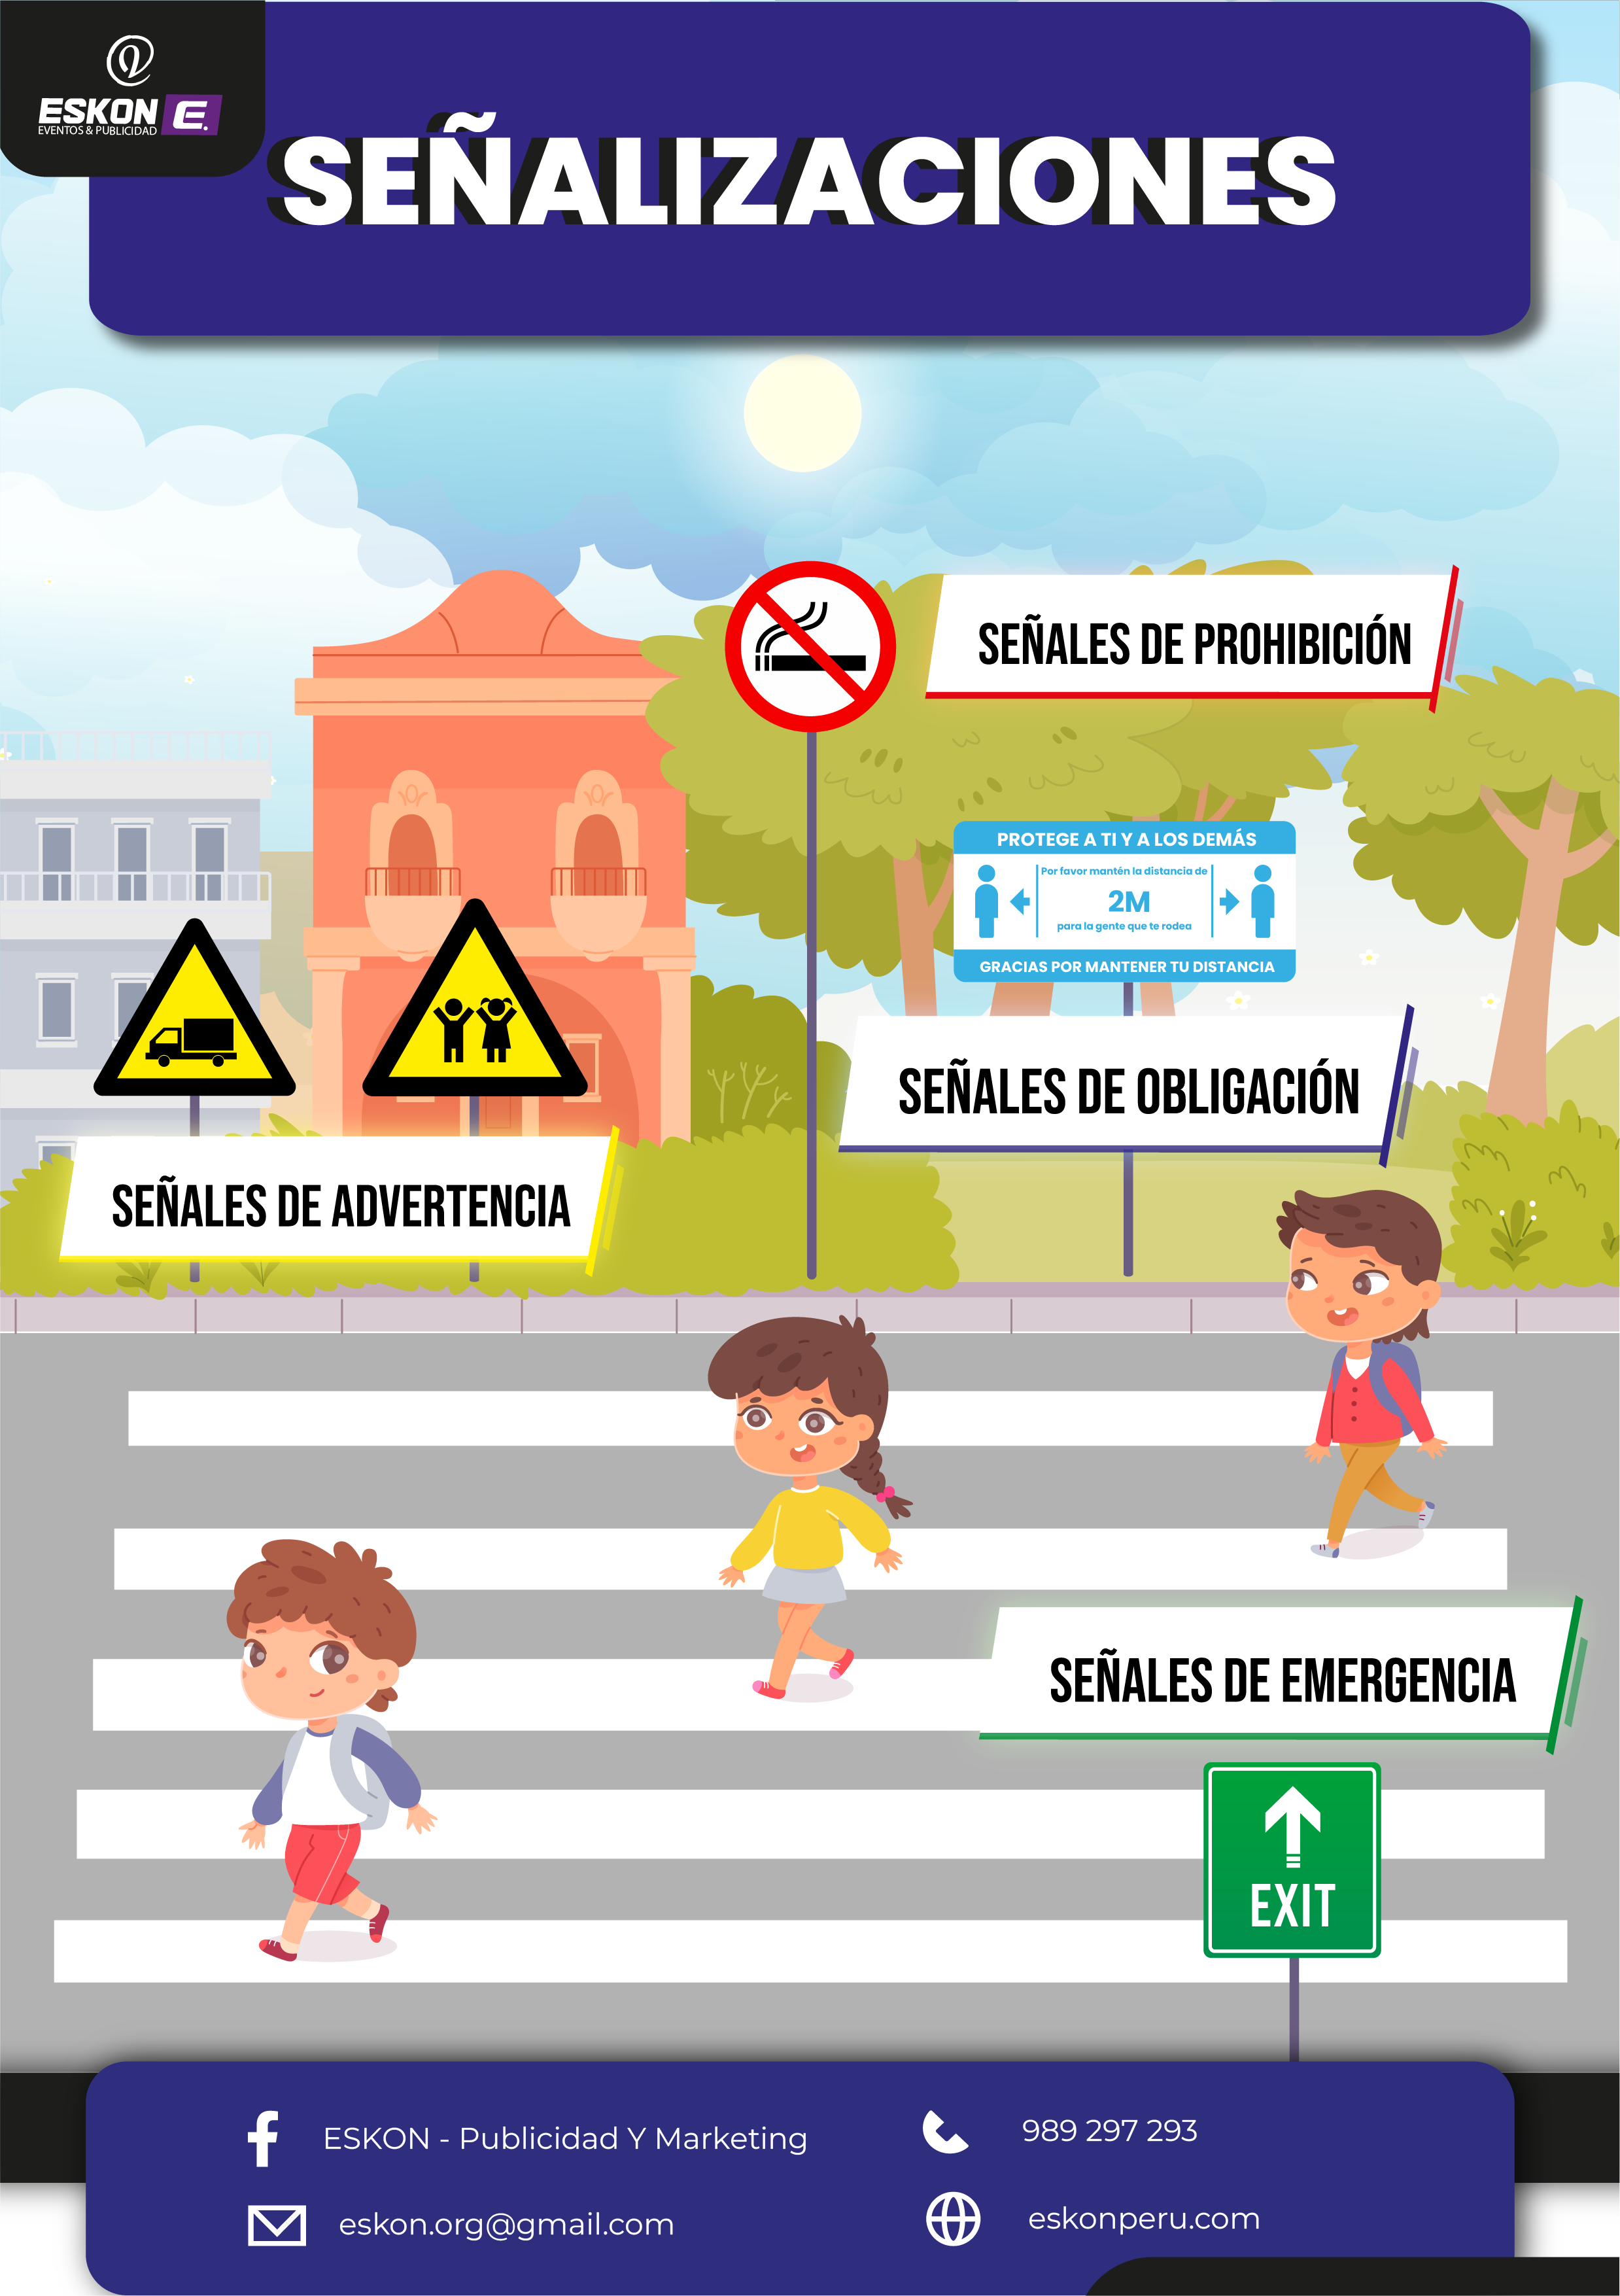 ESKON E.
EVENTOS & PUBLICIDAD
SEÑALIZACIONES
SEÑALES DE PROHIBICIÓN
PROTEGE A TI Y A LOS DEMÁS
Por favor mantén la distancia de
2M
para la gente que te rodea
GRACIAS POR MANTENER TU DISTANCIA
SEÑALES DE OBLIGACIÓN
SEÑALES DE ADVERTENCIA
SEÑALES DE EMERGENCIA
EXIT
ESKON - Publicidad Y Marketing
989 297 293
eskon.org@gmail.com
eskonperu.com